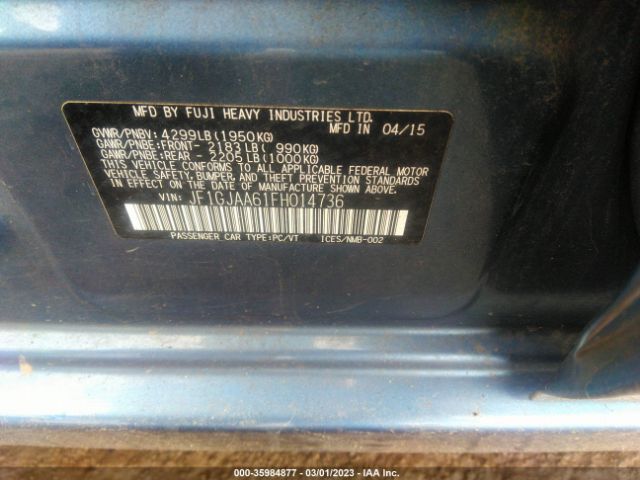 MFD BY FUJI HEAVY INDUSTRIES LTD.
MFD IN 04/15
GVWR/PNBV: 4299LB(1950KG)
GAWR/PNBE:FRONT- 2183LB( 990KG)
GAWR/PNBE:REAR - 2205LB(1000KG)
THIS VEHICLE CONFORMS TO ALL APPLICABLE FEDERAL MOTOR
VEHICLE SAFETY, BUMPER, AND THEFT PREVENTION STANDARDS
IN EFFECT ON THE DATE OF MANUFACTURE SHOWN ABOVE.
VIN: JF1GJAA61FH014736
PASSENGER CAR TYPE:PC/VT ICES/NMB-002
000-35984877 — 03/01/2023 — IAA Inc.